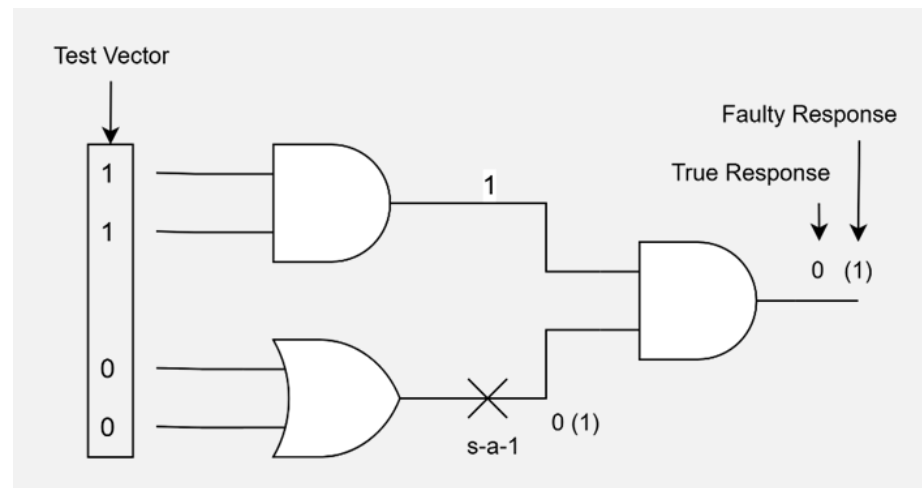 Test Vector
Faulty Response
True Response
1
1
1
0 (1)
0
0
0 (1)
s-a-1